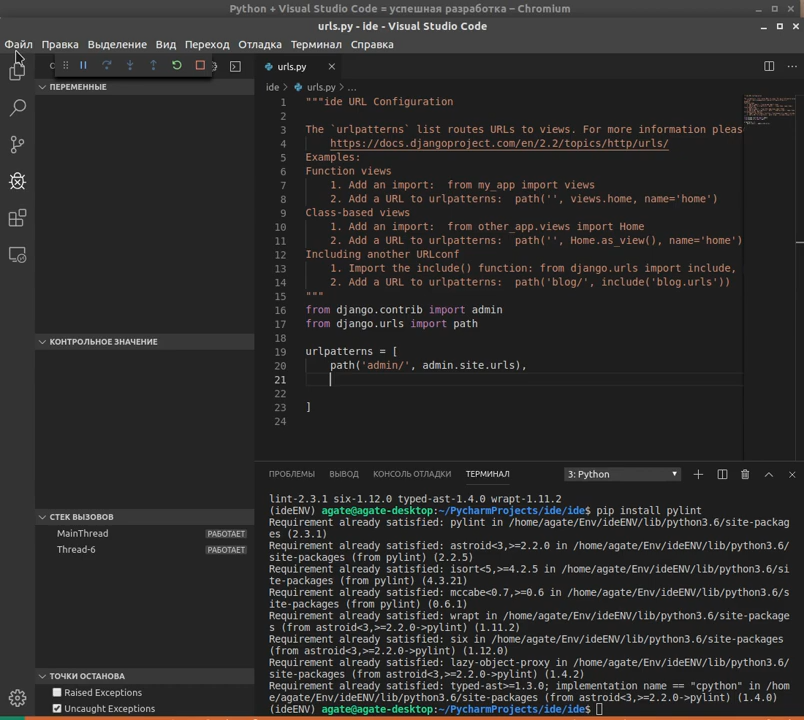 Python + Visual Studio Code = успешная разработка – Chromium
urls.py - ide - Visual Studio Code
Файл Правка Выделение Вид Переход Отладка Терминал Справка
urls.py
ПЕРЕМЕННЫЕ
ide > urls.py > ...
1 """ide URL Configuration
2
3 The `urlpatterns` list routes URLs to views. For more information pleas
4 https://docs.djangoproject.com/en/2.2/topics/http/urls/
5 Examples:
6 Function views
7 1. Add an import:  from my_app import views
8 2. Add a URL to urlpatterns:  path('', views.home, name='home')
9 Class-based views
10 1. Add an import:  from other_app.views import Home
11 2. Add a URL to urlpatterns:  path('', Home.as_view(), name='home')
12 Including another URLconf
13 1. Import the include() function: from django.urls import include,
14 2. Add a URL to urlpatterns:  path('blog/', include('blog.urls'))
15 """
16 from django.contrib import admin
17 from django.urls import path
18
19 urlpatterns = [
20 path('admin/', admin.site.urls),
21
22
23 ]
24
КОНТРОЛЬНОЕ ЗНАЧЕНИЕ
СТЕК ВЫЗОВОВ
MainThread РАБОТАЕТ
Thread-6 РАБОТАЕТ
ТОЧКИ ОСТАНОВА
Raised Exceptions
Uncaught Exceptions
ПРОБЛЕМЫ ВЫВОД КОНСОЛЬ ОТЛАДКИ ТЕРМИНАЛ 3: Python
lint-2.3.1 six-1.12.0 typed-ast-1.4.0 wrapt-1.11.2
(ideENV) agate@agate-desktop:~/PycharmProjects/ide/ide$ pip install pylint
Requirement already satisfied: pylint in /home/agate/Env/ideENV/lib/python3.6/site-packag
es (2.3.1)
Requirement already satisfied: astroid<3,>=2.2.0 in /home/agate/Env/ideENV/lib/python3.6/
site-packages (from pylint) (2.2.5)
Requirement already satisfied: isort<5,>=4.2.5 in /home/agate/Env/ideENV/lib/python3.6/si
te-packages (from pylint) (4.3.21)
Requirement already satisfied: mccabe<0.7,>=0.6 in /home/agate/Env/ideENV/lib/python3.6/s
ite-packages (from pylint) (0.6.1)
Requirement already satisfied: wrapt in /home/agate/Env/ideENV/lib/python3.6/site-package
s (from astroid<3,>=2.2.0->pylint) (1.11.2)
Requirement already satisfied: six in /home/agate/Env/ideENV/lib/python3.6/site-packages
(from astroid<3,>=2.2.0->pylint) (1.12.0)
Requirement already satisfied: lazy-object-proxy in /home/agate/Env/ideENV/lib/python3.6/
site-packages (from astroid<3,>=2.2.0->pylint) (1.4.2)
Requirement already satisfied: typed-ast>=1.3.0; implementation_name == "cpython" in /hom
e/agate/Env/ideENV/lib/python3.6/site-packages (from astroid<3,>=2.2.0->pylint) (1.4.0)
(ideENV) agate@agate-desktop:~/PycharmProjects/ide/ide$